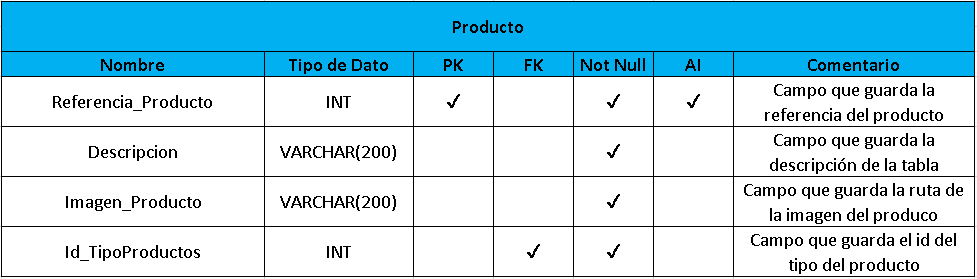 Producto
Nombre Tipo de Dato PK FK Not Null AI Comentario
Referencia_Producto INT ✓ ✓ ✓ Campo que guarda la
referencia del producto
Descripcion VARCHAR(200) ✓ Campo que guarda la
descripción de la tabla
Imagen_Producto VARCHAR(200) ✓ Campo que guarda la ruta de
la imagen del produco
Id_TipoProductos INT ✓ ✓ Campo que guarda el id del
tipo del producto